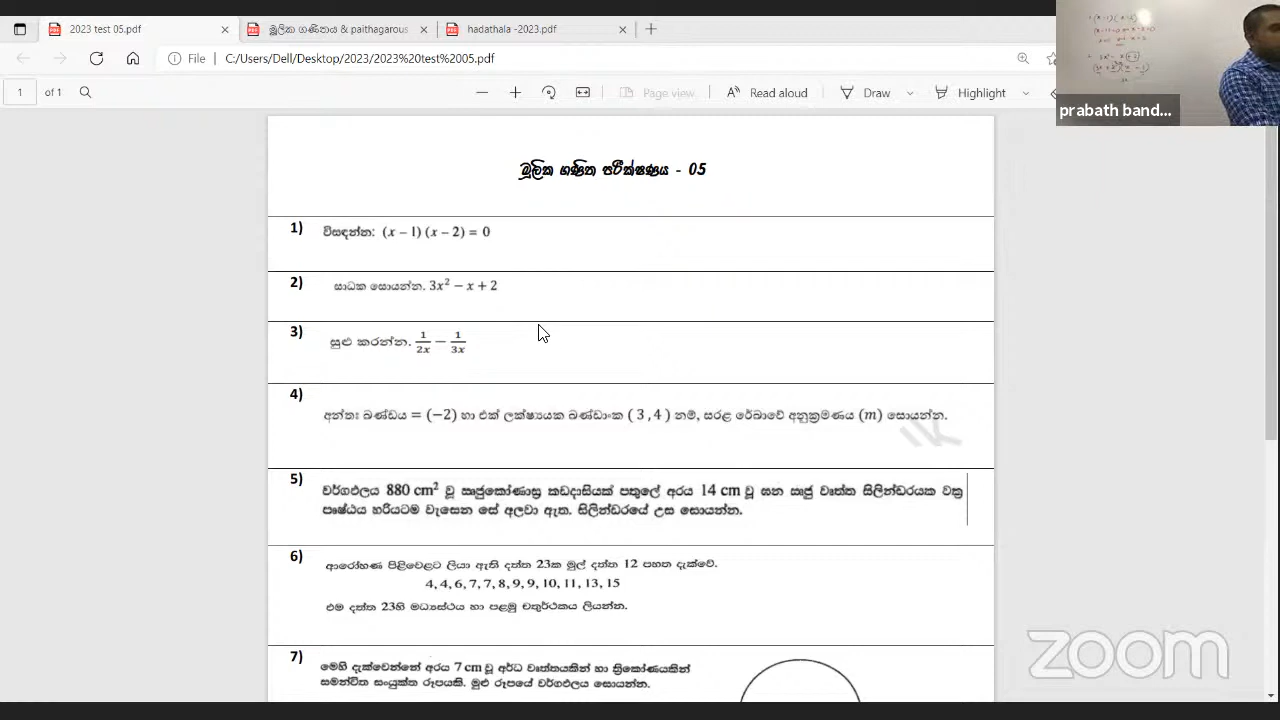 2023 test 05.pdf
මූලික ගණිතය & paithagarous
hadathala -2023.pdf
File
C:/Users/Dell/Desktop/2023/2023%20test%2005.pdf
1 of 1
Page view
Read aloud
Draw
Highlight
prabath band...
මූලික ගණිත පරීක්ෂණය - 05
1) විසඳන්න: (x – 1) (x – 2) = 0
2) සාධක සොයන්න. 3x² − x + 2
3) සුළු කරන්න. 1/2x − 1/3x
4) අන්තඃ ඛණ්ඩය = (−2) හා එක් ලක්ෂ්‍යයක ඛණ්ඩාංක ( 3 , 4 ) නම්, සරළ රේඛාවේ අනුක්‍රමණය (m) සොයන්න.
5) වර්ගඵලය 880 cm² වූ ඍජුකෝණාස්‍ර කඩදාසියක් පතුලේ අරය 14 cm වූ ඝන ඍජු වෘත්ත සිලින්ඩරයක වක්‍ර
පෘෂ්ඨය හරියටම වැසෙන සේ අලවා ඇත. සිලින්ඩරයේ උස සොයන්න.
6) ආරෝහණ පිළිවෙළට ලියා ඇති දත්ත 23ක මුල් දත්ත 12 පහත දැක්වේ.
4, 4, 6, 7, 7, 8, 9, 9, 10, 11, 13, 15
එම දත්ත 23හි මධ්‍යස්ථය හා පළමු චතුර්ථකය ලියන්න.
7) මෙහි දැක්වෙන්නේ අරය 7 cm වූ අර්ධ වෘත්තයකින් හා ත්‍රිකෝණයකින්
සමන්විත සංයුක්ත රූපයකි. මුළු රූපයේ වර්ගඵලය සොයන්න.
zoom